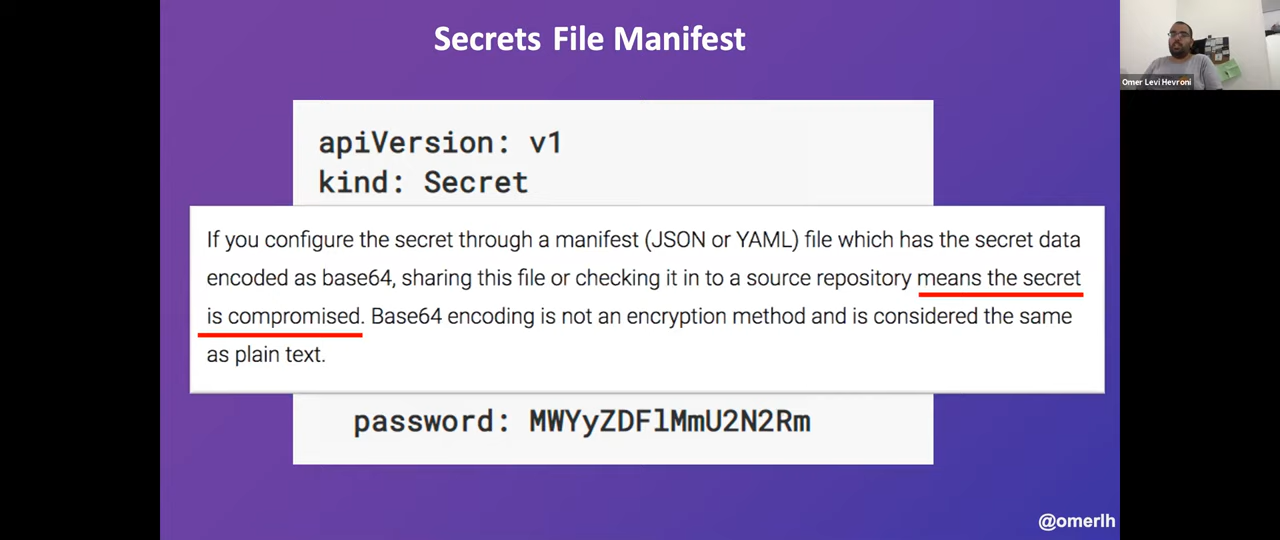 Secrets File Manifest
Omer Levi Hevroni
apiVersion: v1
kind: Secret
If you configure the secret through a manifest (JSON or YAML) file which has the secret data
encoded as base64, sharing this file or checking it in to a source repository means the secret
is compromised. Base64 encoding is not an encryption method and is considered the same
as plain text.
password: MWYyZDFlMmU2N2Rm
@omerlh